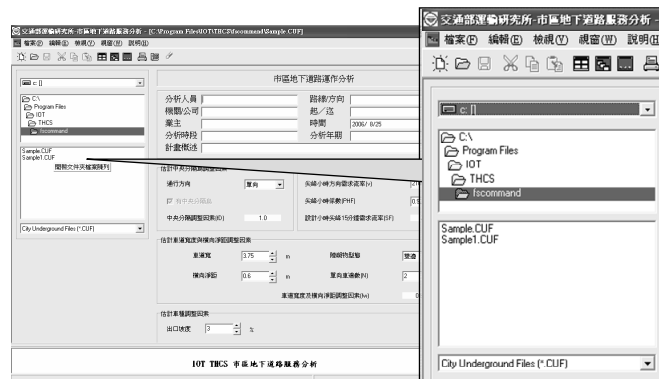 交通部運輸研究所-市區地下道路服務分析 - [C:\Program Files\IOT\THCS\fscommand\Sample.CUF]
檔案(F) 編輯(E) 檢視(V) 視窗(W) 說明(H)
c: []
C:\
Program Files
IOT
THCS
fscommand
Sample.CUF
Sample1.CUF
開啟文件夾檔案陳列
City Underground Files (*.CUF)
市區地下道路運作分析
分析人員 路線/方向
機關/公司 起/迄
業主 時間 2006/ 8/25
分析時段 分析年期
計畫概述
估計中央分隔調整因素
通行方向 單向 尖峰小時方向需求流率(v)
有中央分隔島 尖峰小時係數(PHF) 0.9
中央分隔調整因素(fD) 1.0 設計小時尖峰15分鐘需求流率(SF)
估計車道寬度與橫向淨距調整因素
車道寬 3.75 m 障礙物型態 雙邊
橫向淨距 0.6 m 單向車道數(N) 2
車道寬度及橫向淨距調整因素(fw) 0
估計車種調整因素
出口坡度 3 %
IOT THCS 市區地下道路服務分析
交通部運輸研究所-市區地下道路服務分析 -
檔案(F) 編輯(E) 檢視(V) 視窗(W) 說明(H
c: []
C:\
Program Files
IOT
THCS
fscommand
Sample.CUF
Sample1.CUF
City Underground Files (*.CUF)